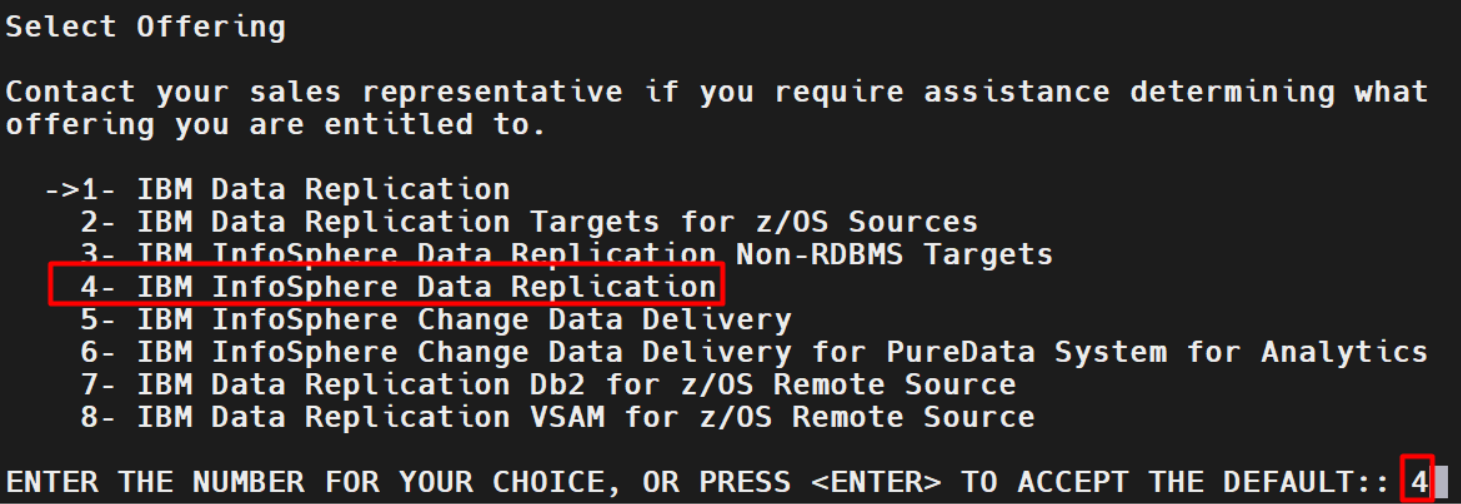 Select Offering
Contact your sales representative if you require assistance determining what
offering you are entitled to.
->1- IBM Data Replication
2- IBM Data Replication Targets for z/OS Sources
3- IBM InfoSphere Data Replication Non-RDBMS Targets
4- IBM InfoSphere Data Replication
5- IBM InfoSphere Change Data Delivery
6- IBM InfoSphere Change Data Delivery for PureData System for Analytics
7- IBM Data Replication Db2 for z/OS Remote Source
8- IBM Data Replication VSAM for z/OS Remote Source
ENTER THE NUMBER FOR YOUR CHOICE, OR PRESS <ENTER> TO ACCEPT THE DEFAULT:: 4